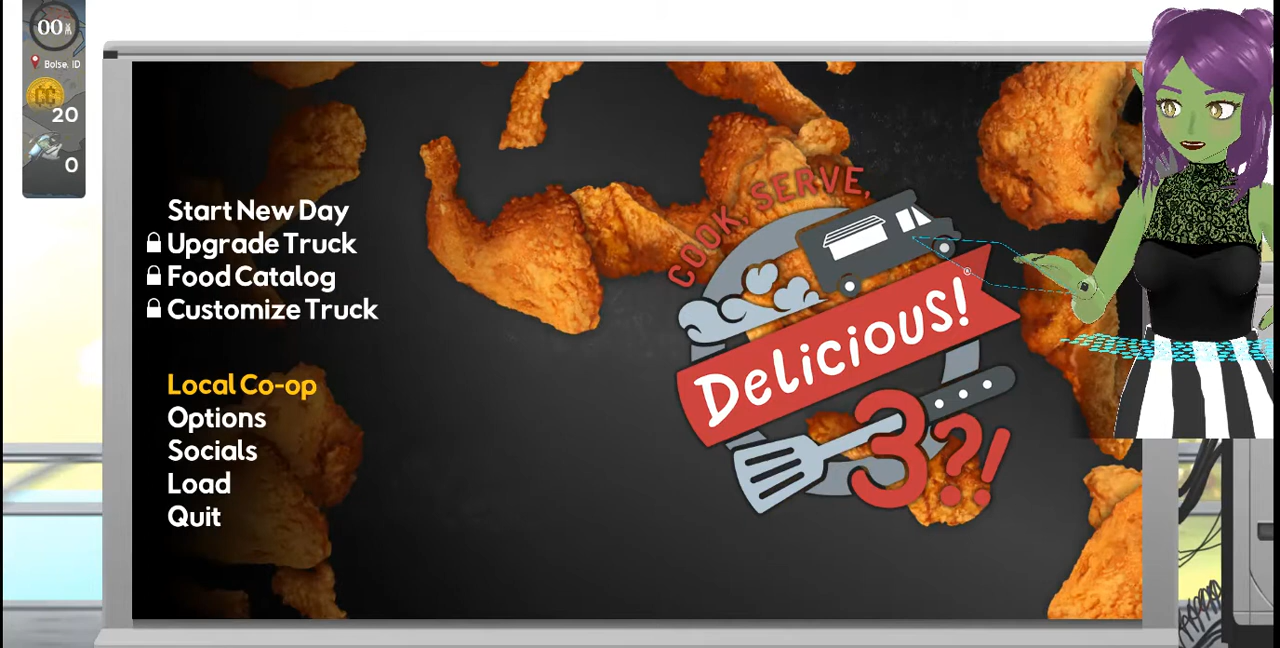 00
Boise, ID
20
0
Start New Day
Upgrade Truck
Food Catalog
Customize Truck
Local Co-op
Options
Socials
Load
Quit
COOK, SERVE,
Delicious!
3?!